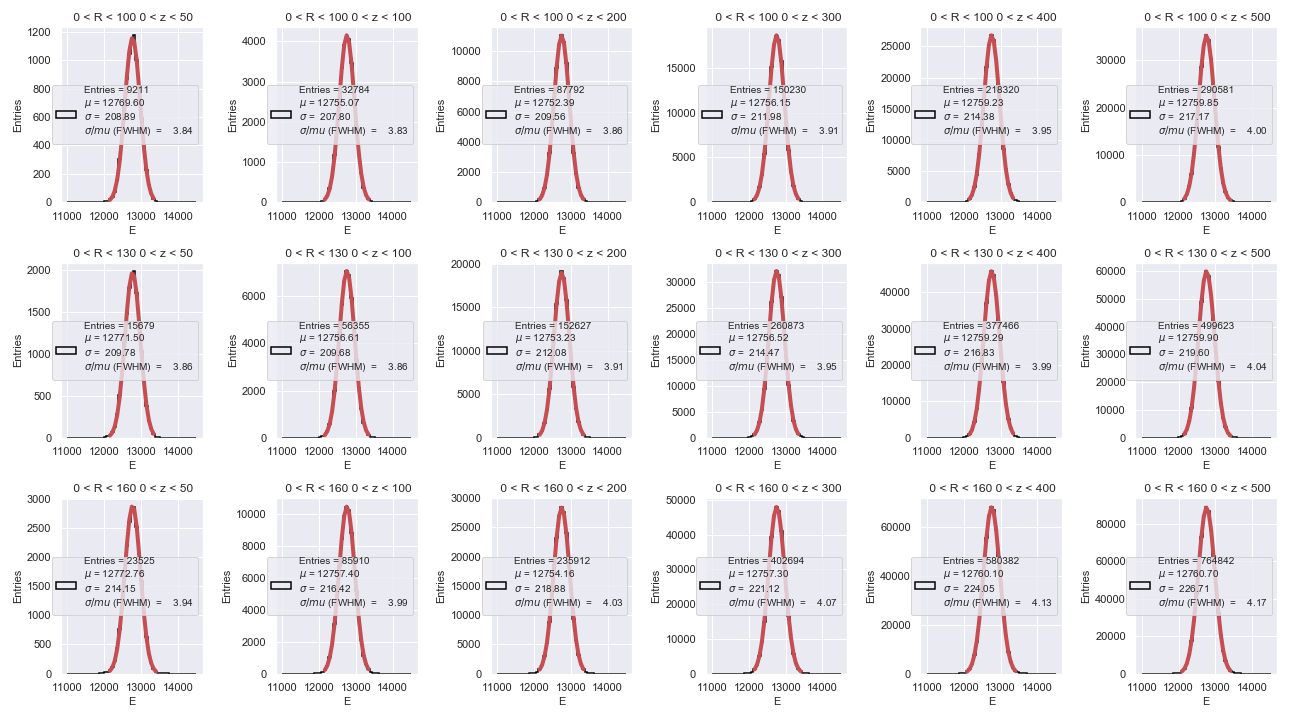 0 < R < 100 0 < z < 50
1200
1000
800
600
400
200
0
Entries
Entries = 9211
μ = 12769.60
σ = 208.89
σ/mu (FWHM) = 3.84
11000 12000 13000 14000
E
0 < R < 100 0 < z < 100
4000
3000
2000
1000
0
Entries
Entries = 32784
μ = 12755.07
σ = 207.80
σ/mu (FWHM) = 3.83
11000 12000 13000 14000
E
0 < R < 100 0 < z < 200
10000
8000
6000
4000
2000
0
Entries
Entries = 87792
μ = 12752.39
σ = 209.56
σ/mu (FWHM) = 3.86
11000 12000 13000 14000
E
0 < R < 100 0 < z < 300
15000
10000
5000
0
Entries
Entries = 150230
μ = 12756.15
σ = 211.98
σ/mu (FWHM) = 3.91
11000 12000 13000 14000
E
0 < R < 100 0 < z < 400
25000
20000
15000
10000
5000
0
Entries
Entries = 218320
μ = 12759.23
σ = 214.38
σ/mu (FWHM) = 3.95
11000 12000 13000 14000
E
0 < R < 100 0 < z < 500
30000
20000
10000
0
Entries
Entries = 290581
μ = 12759.85
σ = 217.17
σ/mu (FWHM) = 4.00
11000 12000 13000 14000
E
0 < R < 130 0 < z < 50
2000
1500
1000
500
0
Entries
Entries = 15679
μ = 12771.50
σ = 209.78
σ/mu (FWHM) = 3.86
11000 12000 13000 14000
E
0 < R < 130 0 < z < 100
6000
4000
2000
0
Entries
Entries = 56355
μ = 12756.61
σ = 209.68
σ/mu (FWHM) = 3.86
11000 12000 13000 14000
E
0 < R < 130 0 < z < 200
20000
15000
10000
5000
0
Entries
Entries = 152627
μ = 12753.23
σ = 212.08
σ/mu (FWHM) = 3.91
11000 12000 13000 14000
E
0 < R < 130 0 < z < 300
30000
25000
20000
15000
10000
5000
0
Entries
Entries = 260873
μ = 12756.52
σ = 214.47
σ/mu (FWHM) = 3.95
11000 12000 13000 14000
E
0 < R < 130 0 < z < 400
40000
30000
20000
10000
0
Entries
Entries = 377466
μ = 12759.29
σ = 216.83
σ/mu (FWHM) = 3.99
11000 12000 13000 14000
E
0 < R < 130 0 < z < 500
60000
50000
40000
30000
20000
10000
0
Entries
Entries = 499623
μ = 12759.90
σ = 219.60
σ/mu (FWHM) = 4.04
11000 12000 13000 14000
E
0 < R < 160 0 < z < 50
3000
2500
2000
1500
1000
500
0
Entries
Entries = 23525
μ = 12772.76
σ = 214.15
σ/mu (FWHM) = 3.94
11000 12000 13000 14000
E
0 < R < 160 0 < z < 100
10000
8000
6000
4000
2000
0
Entries
Entries = 85910
μ = 12757.40
σ = 216.42
σ/mu (FWHM) = 3.99
11000 12000 13000 14000
E
0 < R < 160 0 < z < 200
30000
25000
20000
15000
10000
5000
0
Entries
Entries = 235912
μ = 12754.16
σ = 218.88
σ/mu (FWHM) = 4.03
11000 12000 13000 14000
E
0 < R < 160 0 < z < 300
50000
40000
30000
20000
10000
0
Entries
Entries = 402694
μ = 12757.30
σ = 221.12
σ/mu (FWHM) = 4.07
11000 12000 13000 14000
E
0 < R < 160 0 < z < 400
60000
40000
20000
0
Entries
Entries = 580382
μ = 12760.10
σ = 224.05
σ/mu (FWHM) = 4.13
11000 12000 13000 14000
E
0 < R < 160 0 < z < 500
80000
60000
40000
20000
0
Entries
Entries = 764842
μ = 12760.70
σ = 226.71
σ/mu (FWHM) = 4.17
11000 12000 13000 14000
E